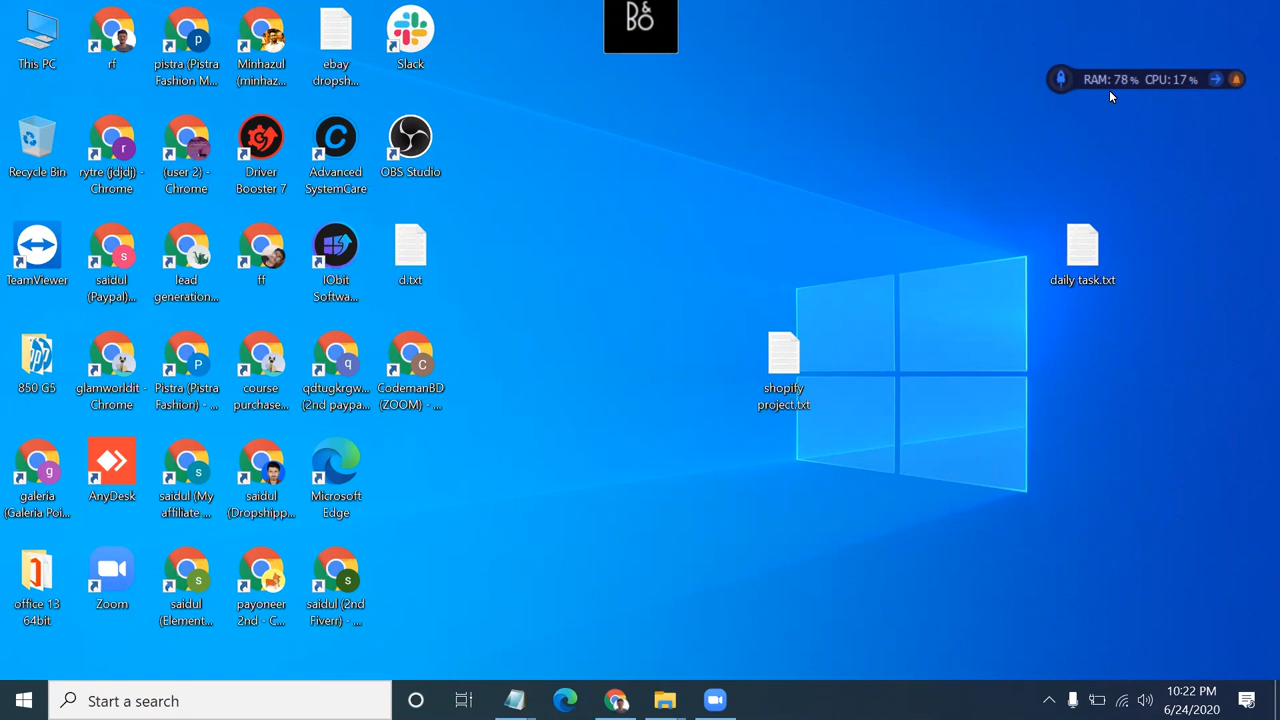 B&O
RAM: 78 % CPU: 17 %
This PC
rf
pistra (Pistra
Fashion M...
Minhazul
(minhaz...
ebay
dropsh...
Slack
Recycle Bin
rytre (jdjdj) -
Chrome
(user 2) -
Chrome
Driver
Booster 7
Advanced
SystemCare
OBS Studio
TeamViewer
saidul
(Paypal)...
lead
generation...
ff
IObit
Softwa...
d.txt
daily task.txt
850 G5
glamworldit -
Chrome
Pistra (Pistra
Fashion) - ...
course
purchase...
qdtugkrgw...
(2nd paypa...
CodemanBD
(ZOOM) - ...
shopify
project.txt
galeria
(Galeria Poi...
AnyDesk
saidul (My
affiliate ...
saidul
(Dropshipp...
Microsoft
Edge
office 13
64bit
Zoom
saidul
(Element...
payoneer
2nd - C...
saidul (2nd
Fiverr) - ...
Start a search
10:22 PM
6/24/2020